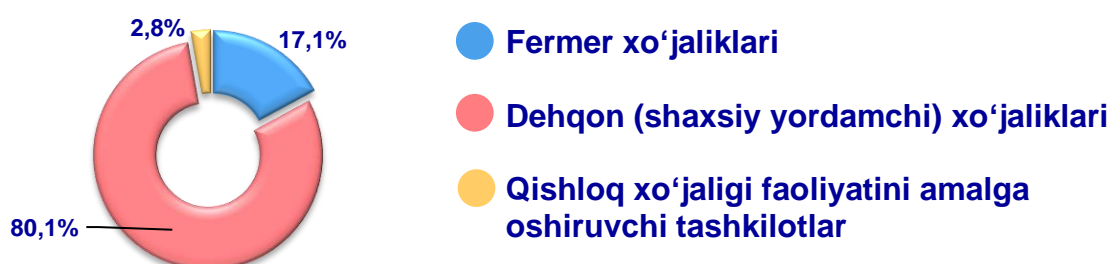 2,8%
17,1%
80,1%
Fermer xo‘jaliklari
Dehqon (shaxsiy yordamchi) xo‘jaliklari
Qishloq xo‘jaligi faoliyatini amalga
oshiruvchi tashkilotlar